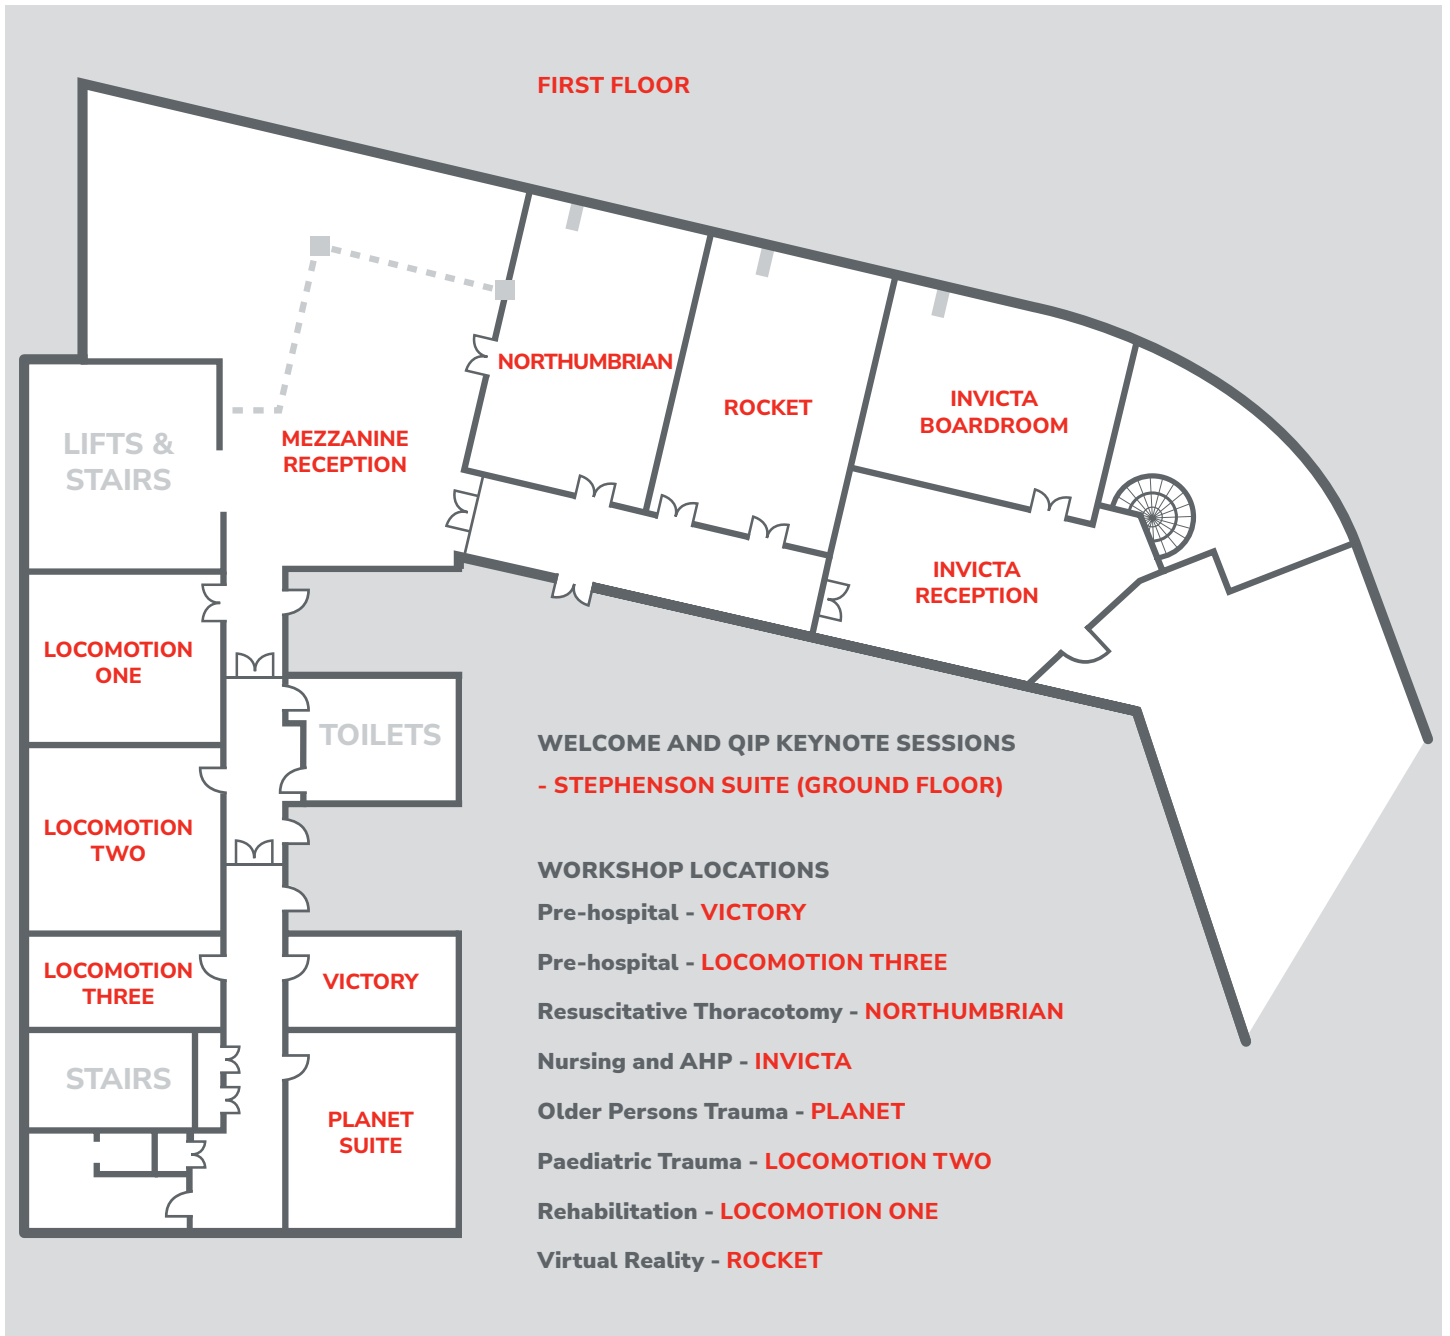 FIRST FLOOR
NORTHUMBRIAN
ROCKET
INVICTA
BOARDROOM
LIFTS &
STAIRS
MEZZANINE
RECEPTION
INVICTA
RECEPTION
LOCOMOTION
ONE
TOILETS
LOCOMOTION
TWO
LOCOMOTION
THREE
VICTORY
STAIRS
PLANET
SUITE
WELCOME AND QIP KEYNOTE SESSIONS
- STEPHENSON SUITE (GROUND FLOOR)
WORKSHOP LOCATIONS
Pre-hospital - VICTORY
Pre-hospital - LOCOMOTION THREE
Resuscitative Thoracotomy - NORTHUMBRIAN
Nursing and AHP - INVICTA
Older Persons Trauma - PLANET
Paediatric Trauma - LOCOMOTION TWO
Rehabilitation - LOCOMOTION ONE
Virtual Reality - ROCKET